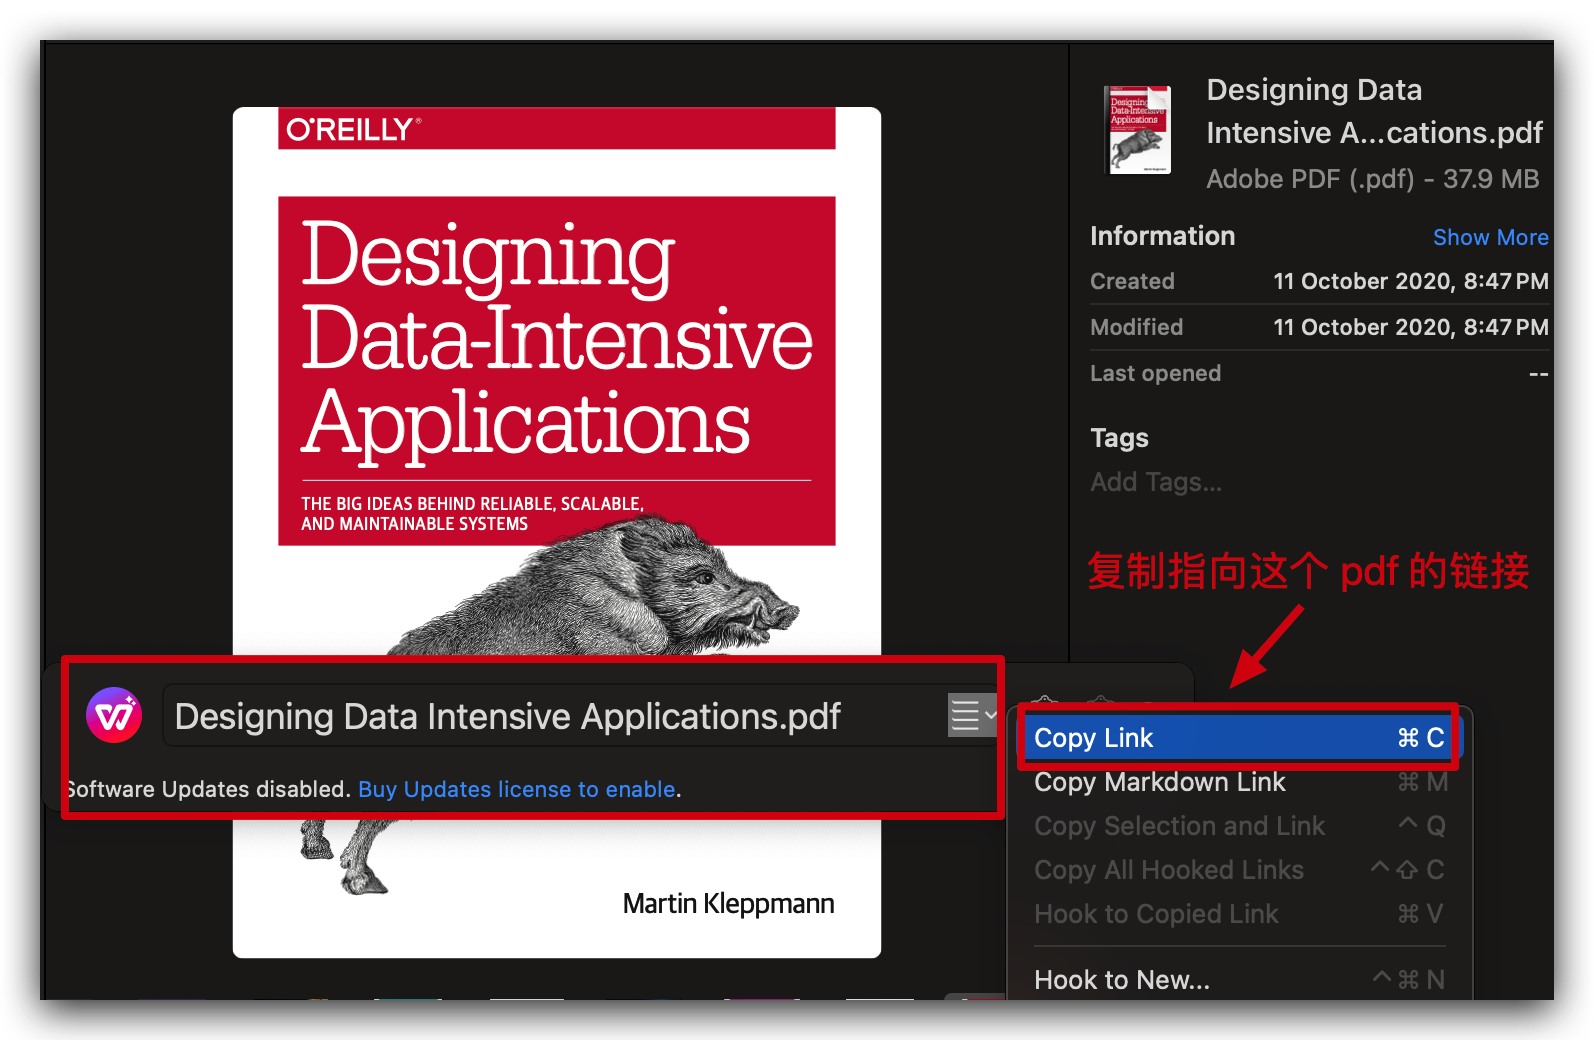 O'REILLY®
Designing
Data-Intensive
Applications
THE BIG IDEAS BEHIND RELIABLE, SCALABLE,
AND MAINTAINABLE SYSTEMS
Martin Kleppmann
Designing
Data-Intensive
Applications
Designing Data
Intensive A...cations.pdf
Adobe PDF (.pdf) - 37.9 MB
Information
Show More
Created 11 October 2020, 8:47 PM
Modified 11 October 2020, 8:47 PM
Last opened --
Tags
Add Tags...
复制指向这个 pdf 的链接
Designing Data Intensive Applications.pdf
Software Updates disabled. Buy Updates license to enable.
Copy Link ⌘ C
Copy Markdown Link ⌘ M
Copy Selection and Link ^ Q
Copy All Hooked Links ^ ⇧ C
Hook to Copied Link ⌘ V
Hook to New... ^ ⌘ N